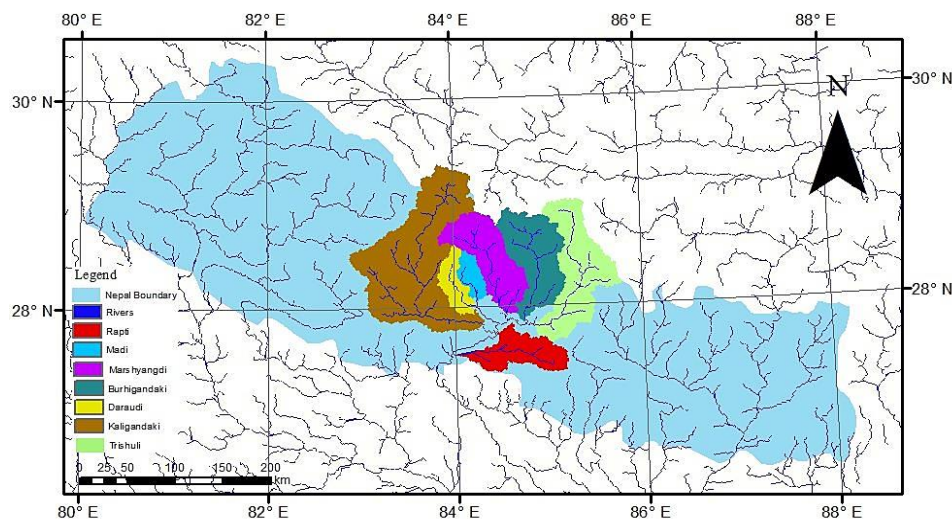 80° E 82° E 84° E 86° E 88° E
30° N 30° N
N
28° N 28° N
Legend
Nepal Boundary
Rivers
Rapti
Madi
Marshyangdi
Burhigandaki
Daraudi
Kaligandaki
Trishuli
0 25 50 100 150 200
km
80° E 82° E 84° E 86° E 88° E